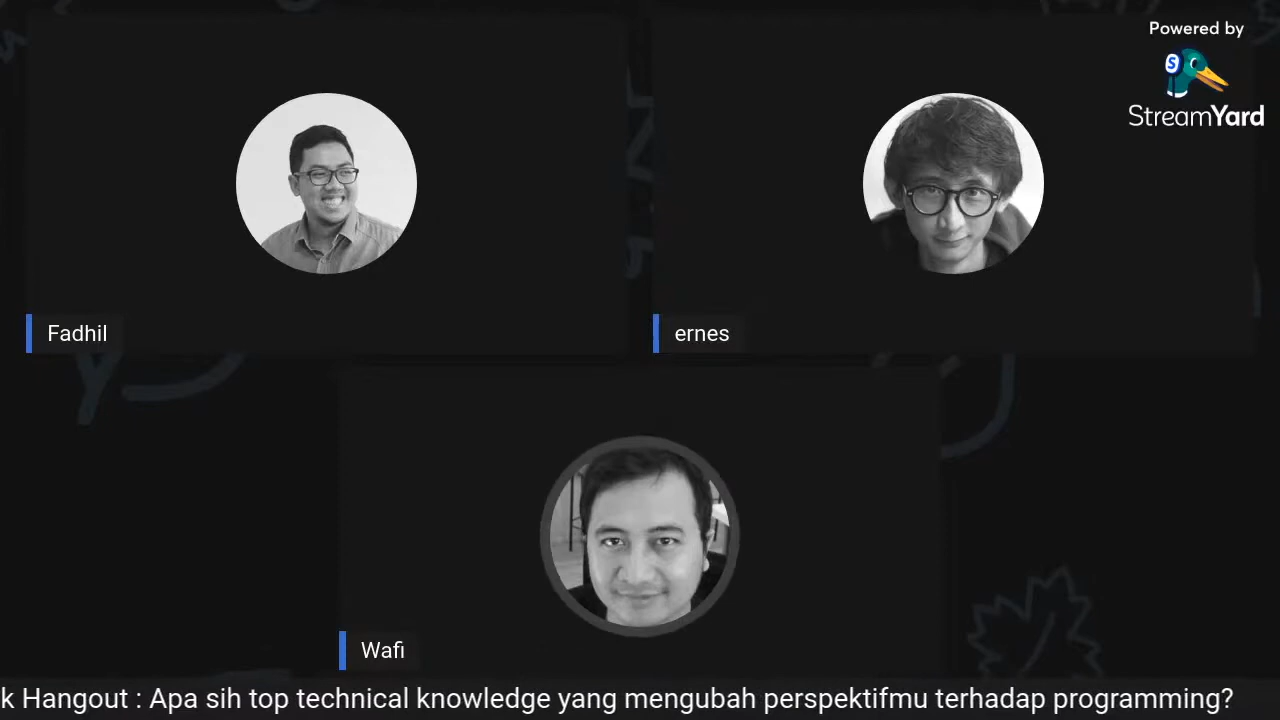 Powered by
StreamYard
Fadhil
ernes
Wafi
k Hangout : Apa sih top technical knowledge yang mengubah perspektifmu terhadap programming?